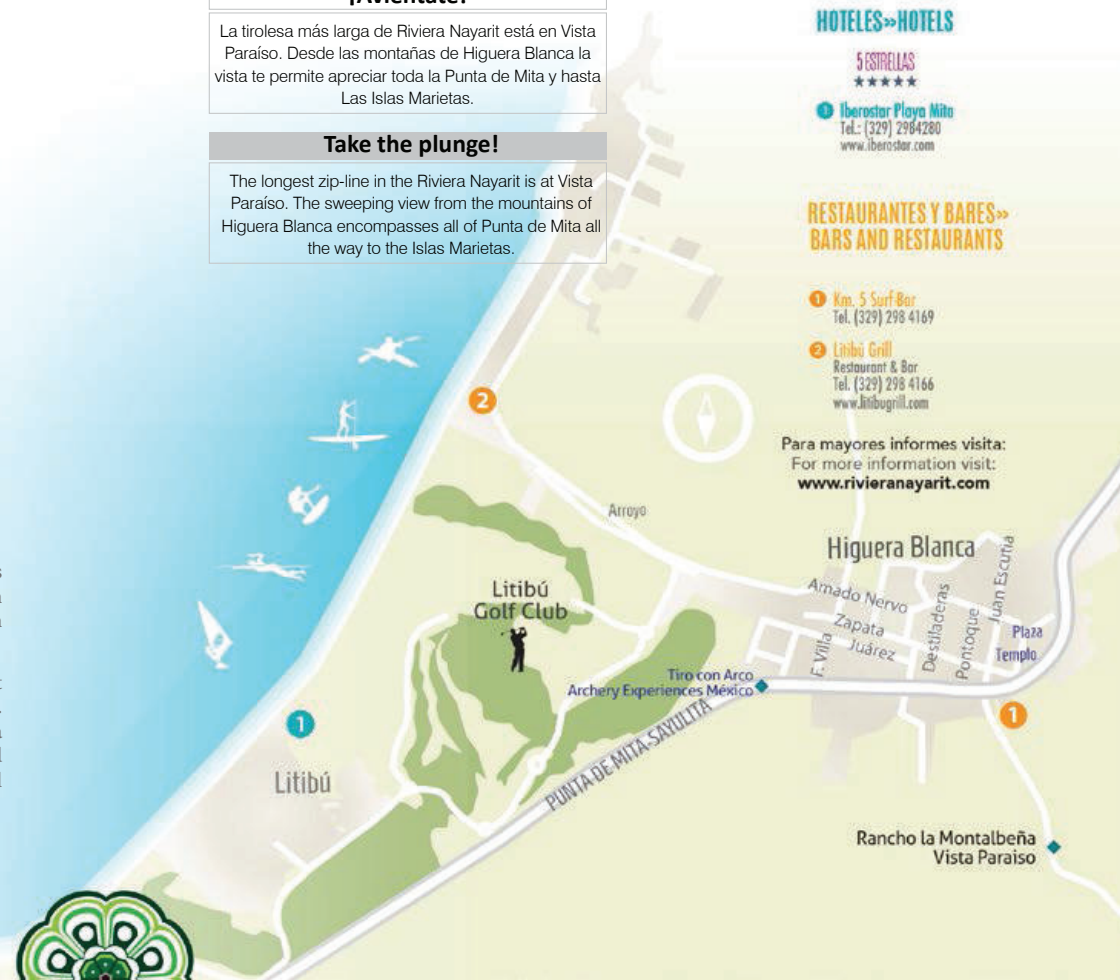 ¡Aviéntate!
La tirolesa más larga de Riviera Nayarit está en Vista
Paraíso. Desde las montañas de Higuera Blanca la
vista te permite apreciar toda la Punta de Mita y hasta
Las Islas Marietas.
Take the plunge!
The longest zip-line in the Riviera Nayarit is at Vista
Paraíso. The sweeping view from the mountains of
Higuera Blanca encompasses all of Punta de Mita all
the way to the Islas Marietas.
HOTELES»HOTELS
5 ESTRELLAS
★★★★★
1 Iberostar Playa Mita
Tel.: (329) 2984280
www.iberostar.com
RESTAURANTES Y BARES»
BARS AND RESTAURANTS
1 Km. 5 Surf-Bar
Tel. (329) 298 4169
2 Litibú Grill
Restaurant & Bar
Tel. (329) 298 4166
www.litibugrill.com
Para mayores informes visita:
For more information visit:
www.rivieranayarit.com
2
Arroyo
Higuera Blanca
Juan Escutia
Amado Nervo
Zapata
Juárez
F. Villa
Destiladeras
Pontoque
Plaza
Templo
Litibú
Golf Club
Tiro con Arco
Archery Experiences México
PUNTA DE MITA-SAYULITA
1
1
Litibú
Rancho la Montalbeña
Vista Paraiso